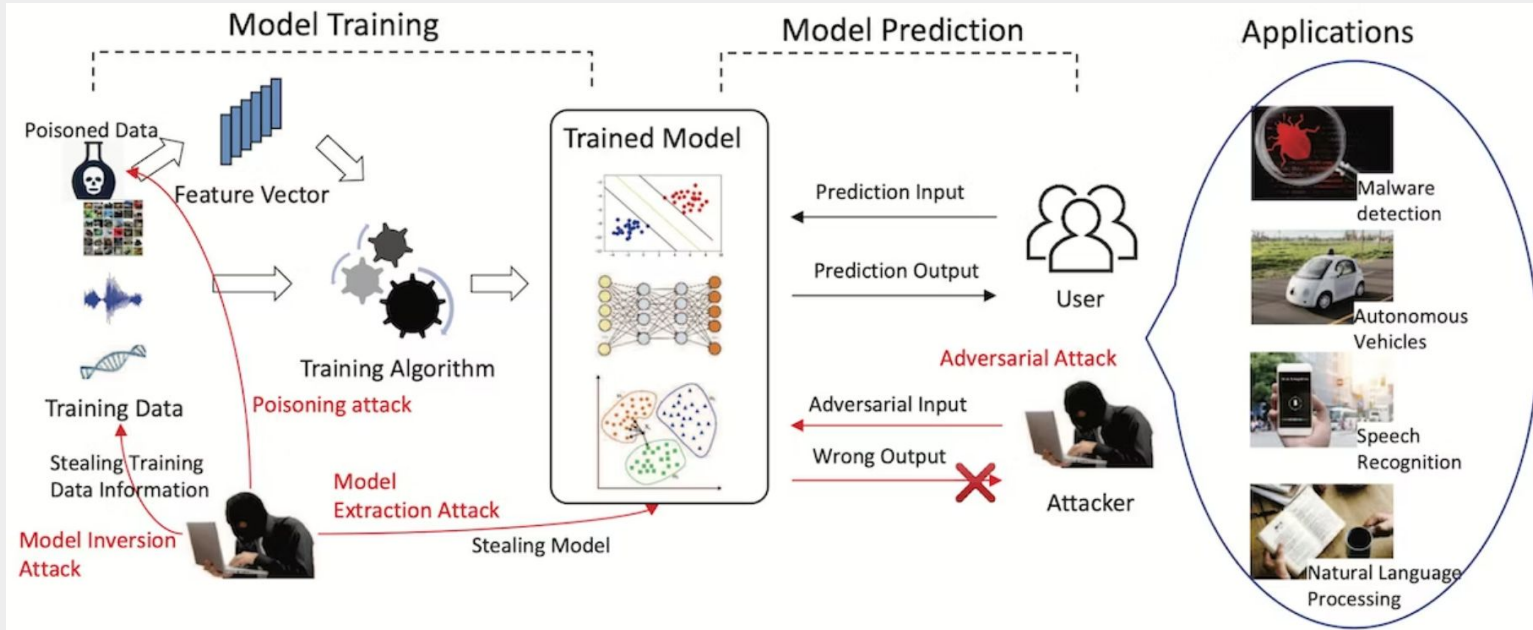 Model Training
Model Prediction
Applications
Poisoned Data
Feature Vector
Training Algorithm
Training Data
Poisoning attack
Stealing Training
Data Information
Model Inversion
Attack
Model
Extraction Attack
Stealing Model
Trained Model
Prediction Input
Prediction Output
User
Adversarial Attack
Adversarial Input
Wrong Output
Attacker
Malware
detection
Autonomous
Vehicles
Speech
Recognition
Natural Language
Processing